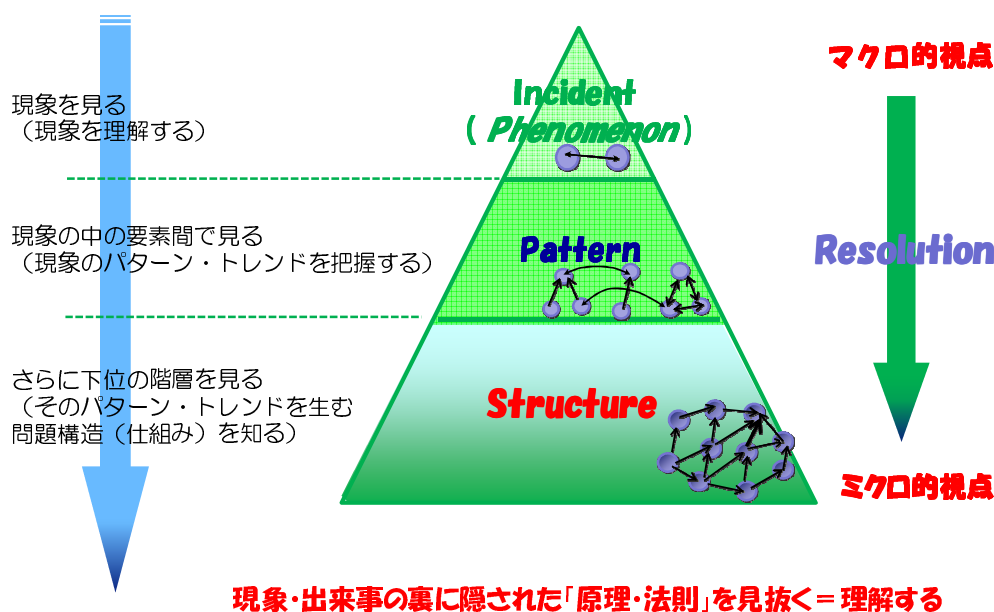 マクロ的視点
Incident
( Phenomenon)
現象を見る
（現象を理解する）
現象の中の要素間で見る
（現象のパターン・トレンドを把握する）
Pattern
Resolution
さらに下位の階層を見る
（そのパターン・トレンドを生む
問題構造（仕組み）を知る）
Structure
ミクロ的視点
現象・出来事の裏に隠された「原理・法則」を見抜く＝理解する